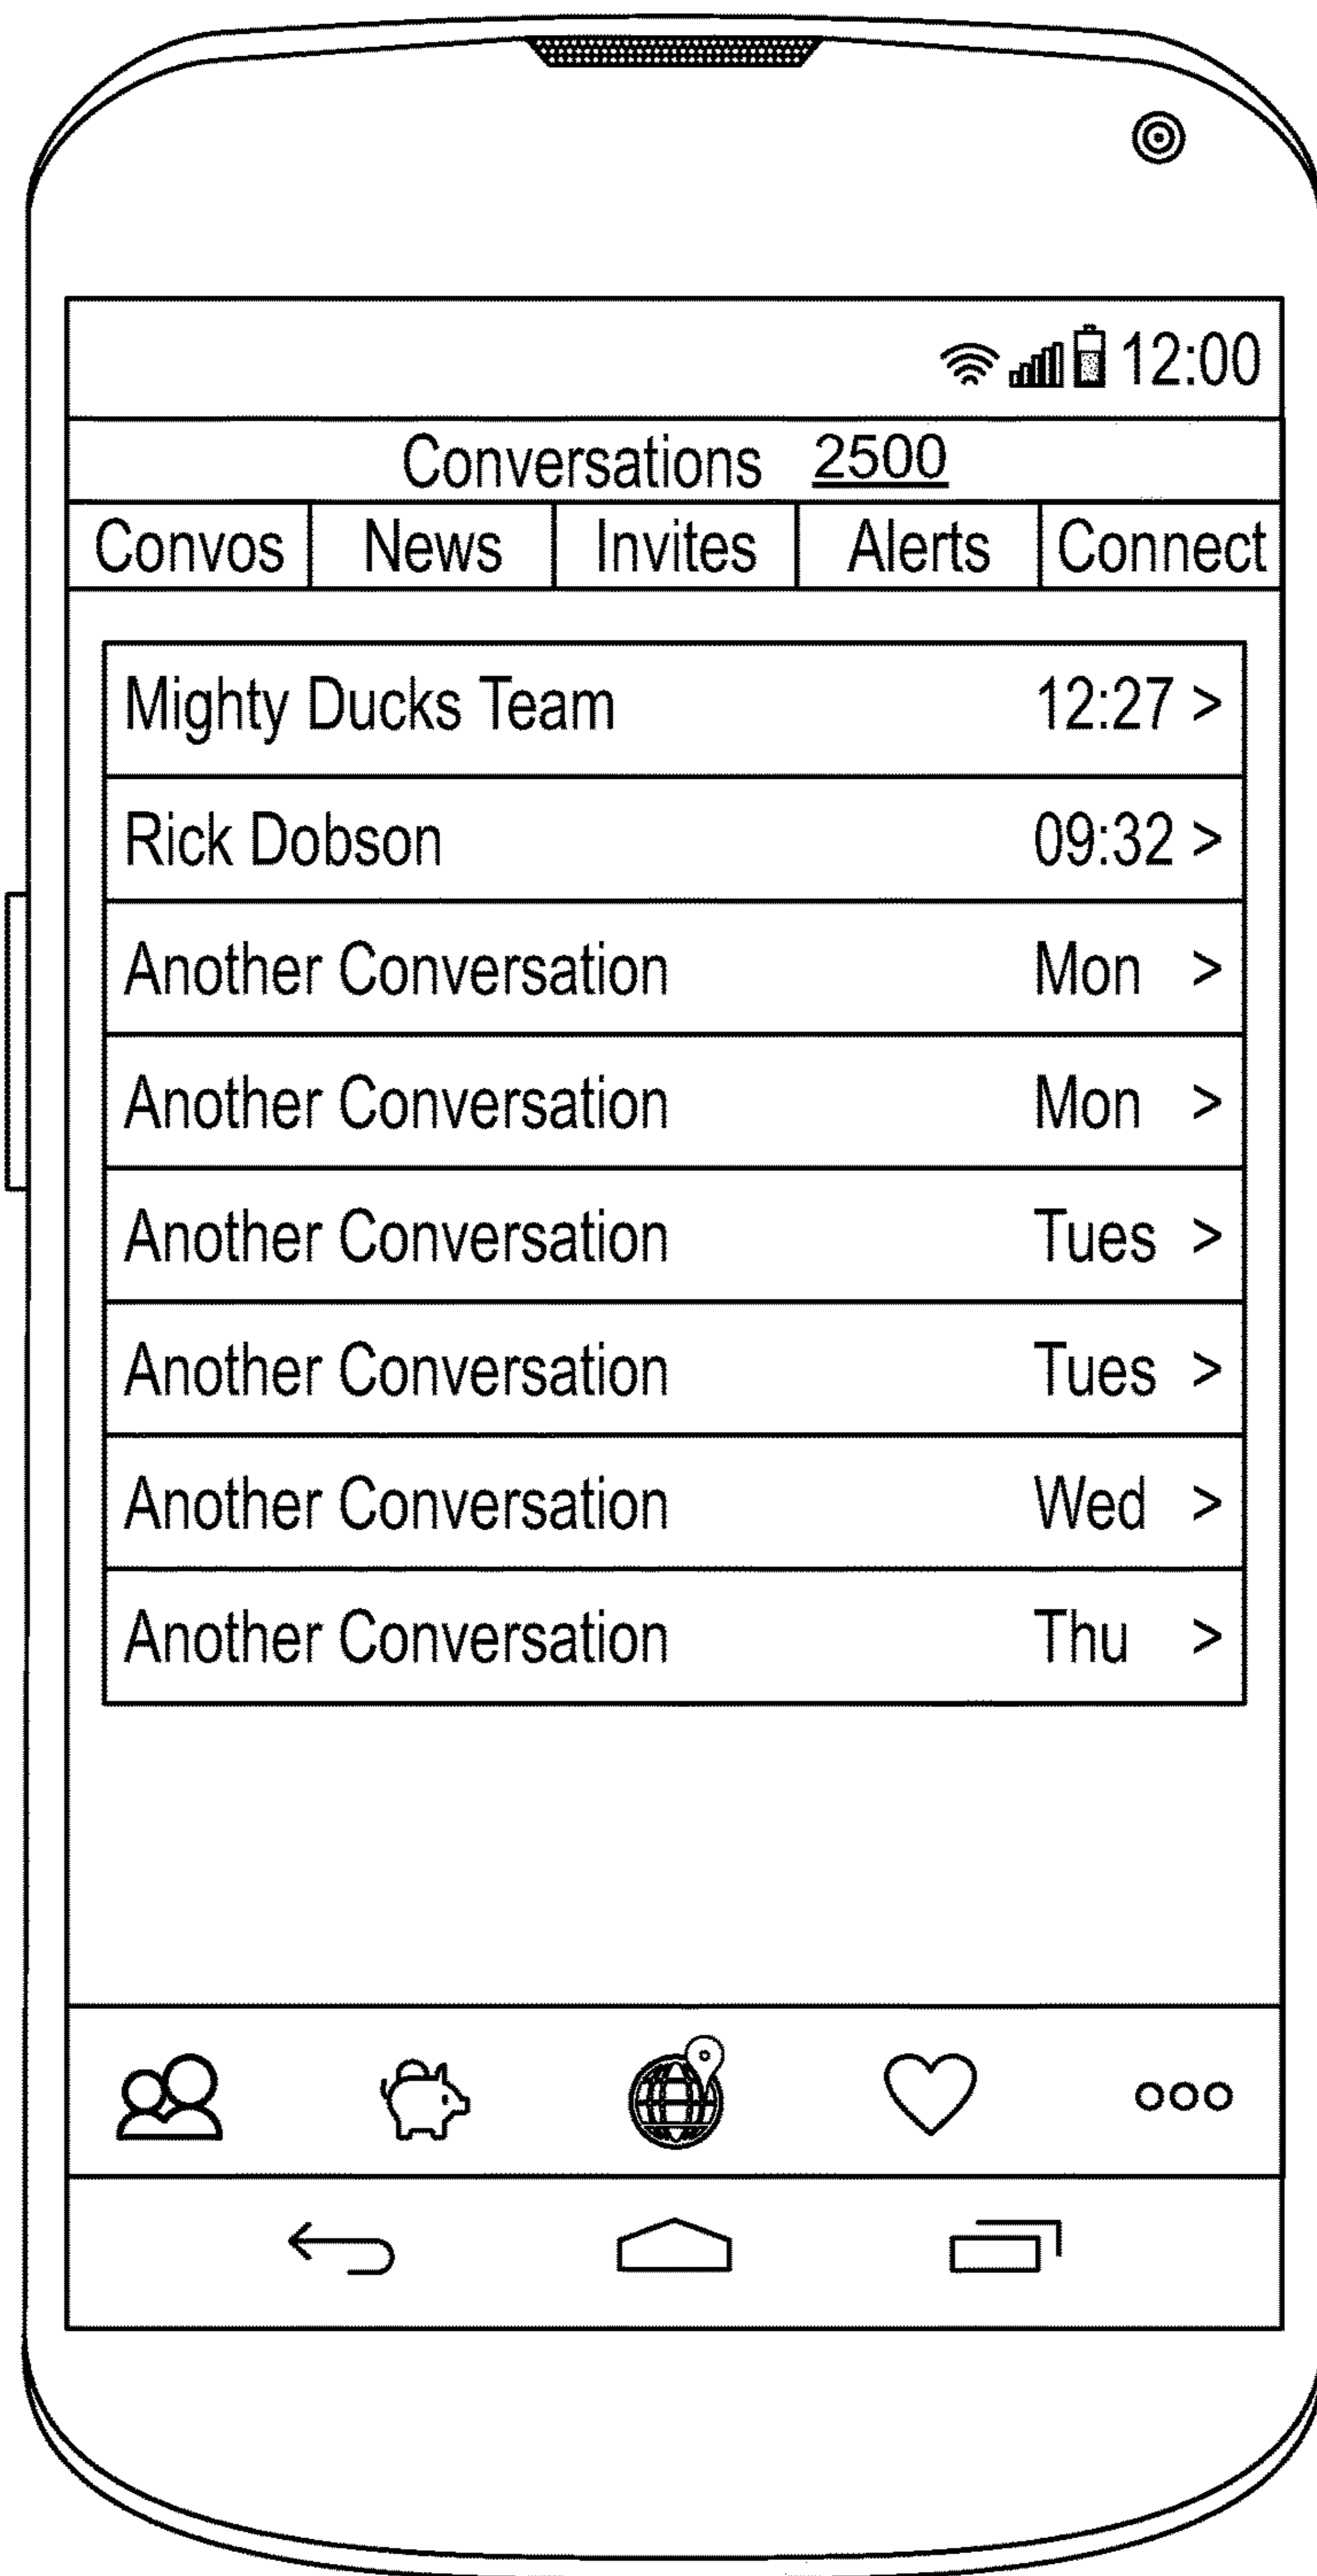 12:00
Conversations 2500
Convos News Invites Alerts Connect
Mighty Ducks Team 12:27 >
Rick Dobson 09:32 >
Another Conversation Mon >
Another Conversation Mon >
Another Conversation Tues >
Another Conversation Tues >
Another Conversation Wed >
Another Conversation Thu >